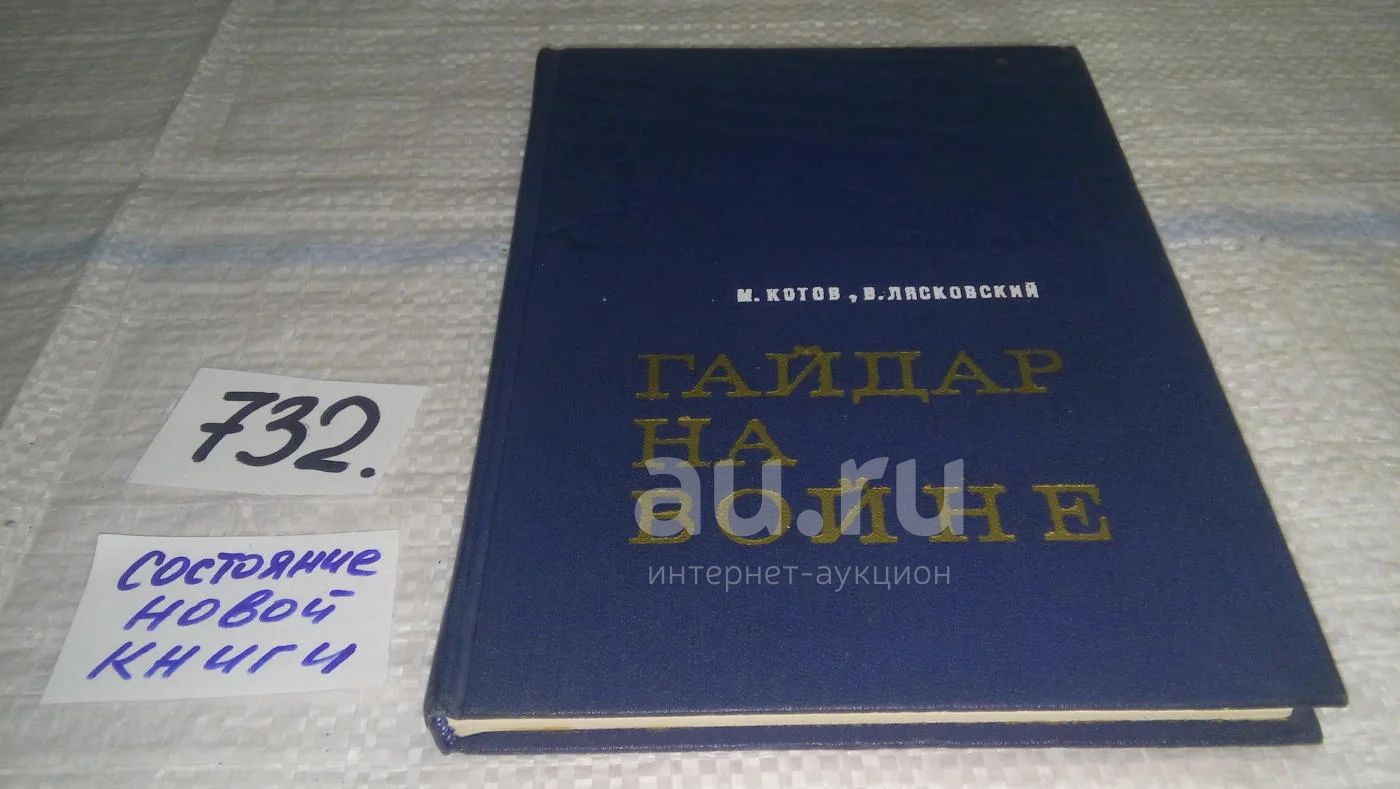 М. КОТОВ, В. ЛЯСКОВСКИЙ
ГАЙДАР
НА
ВОЙНЕ
au.ru
интернет-аукцион
732.
СОСТОЯНИЕ
НОВОЙ
КНИГИ